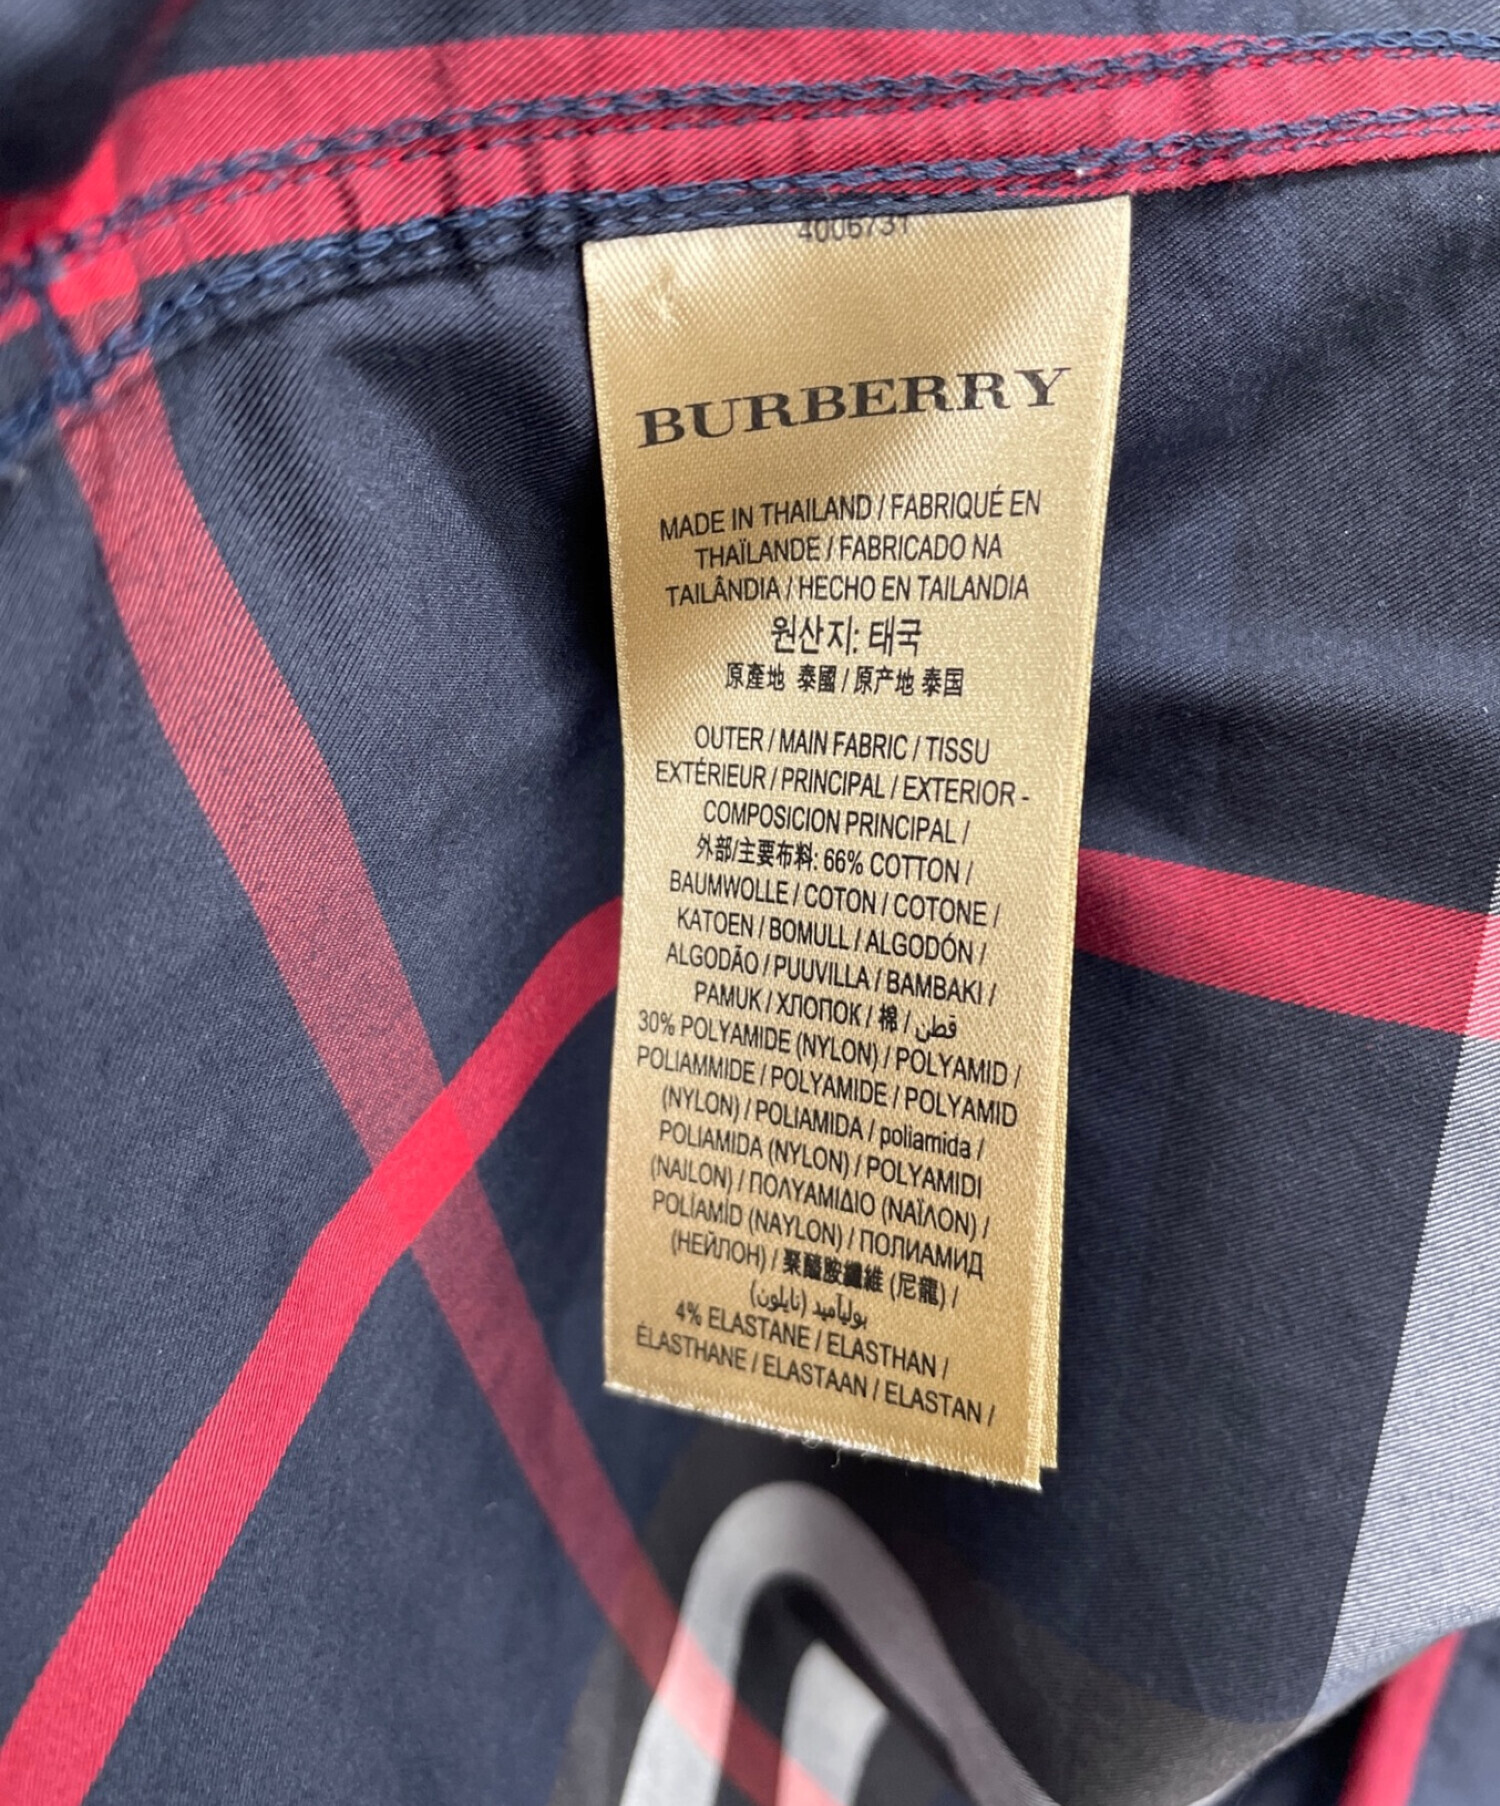 4006731
BURBERRY
MADE IN THAILAND / FABRIQUÉ EN
THAÏLANDE / FABRICADO NA
TAILÂNDIA / HECHO EN TAILANDIA
원산지: 태국
原產地 泰國 / 原产地 泰国
OUTER / MAIN FABRIC / TISSU
EXTÉRIEUR / PRINCIPAL / EXTERIOR -
COMPOSICION PRINCIPAL /
外部/主要布料: 66% COTTON /
BAUMWOLLE / COTON / COTONE /
KATOEN / BOMULL / ALGODÓN /
ALGODÃO / PUUVILLA / BAMBAKI /
PAMUK / ХЛОПОК / 棉 / قطن
30% POLYAMIDE (NYLON) / POLYAMID /
POLIAMMIDE / POLYAMIDE / POLYAMID
(NYLON) / POLIAMIDA / poliamida /
POLIAMIDA (NYLON) / POLYAMIDI
(NAILON) / ΠΟΛΥΑΜΙΔΙΟ (ΝΑΪΛΟΝ) /
POLİAMİD (NAYLON) / ПОЛИАМИД
(НЕЙЛОН) / 聚醯胺纖維 (尼龍) /
بولیآمید (نايلون)
4% ELASTANE / ELASTHAN /
ÉLASTHANE / ELASTAAN / ELASTAN /